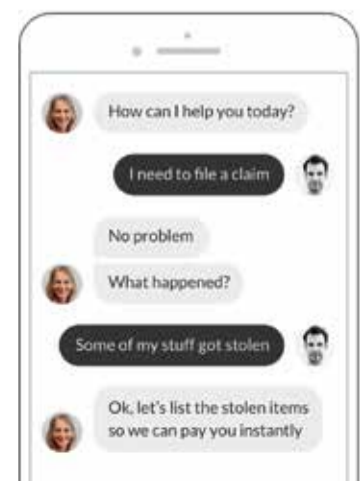 How can I help you today?
I need to file a claim
No problem
What happened?
Some of my stuff got stolen
Ok, let's list the stolen items
so we can pay you instantly